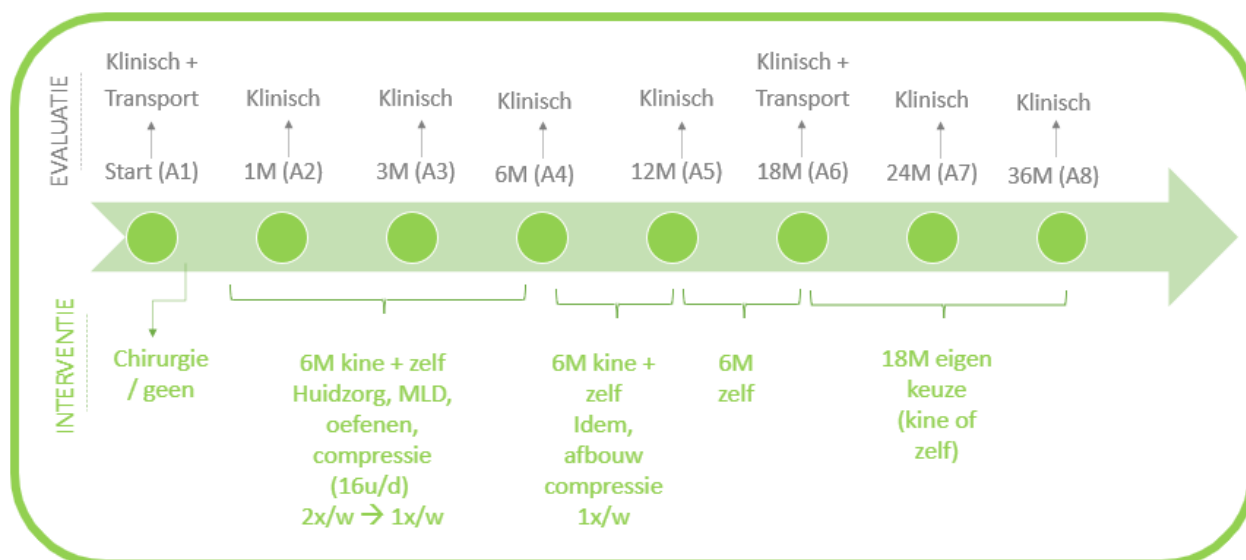 EVALUATIE
Klinisch +
Transport
Start (A1)
Klinisch
1M (A2)
Klinisch
3M (A3)
Klinisch
6M (A4)
Klinisch
12M (A5)
Klinisch +
Transport
18M (A6)
Klinisch
24M (A7)
Klinisch
36M (A8)
INTERVENTIE
Chirurgie
/ geen
6M kine + zelf
Huidzorg, MLD,
oefenen,
compressie
(16u/d)
2x/w → 1x/w
6M kine +
zelf
Idem,
afbouw
compressie
1x/w
6M
zelf
18M eigen
keuze
(kine of
zelf)